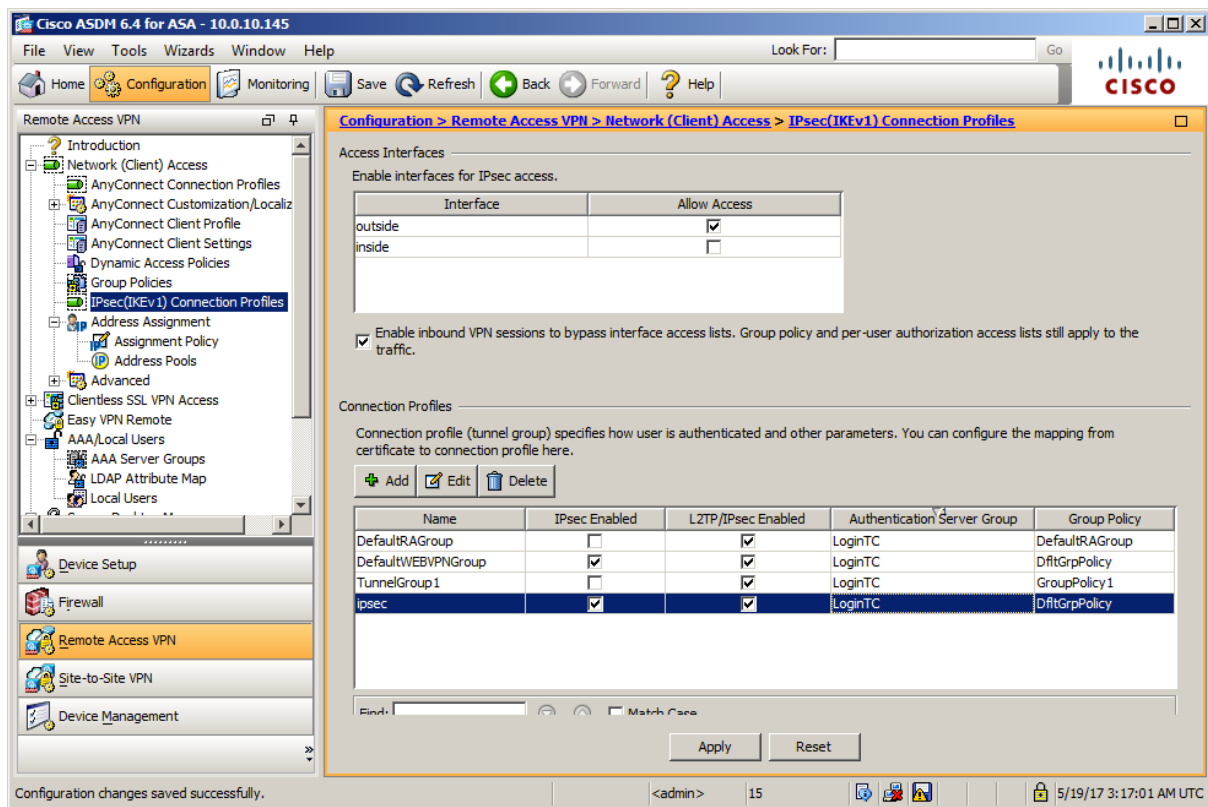 Cisco ASDM 6.4 for ASA - 10.0.10.145
File View Tools Wizards Window Help
Look For:
Go
Home Configuration Monitoring Save Refresh Back Forward Help
CISCO
Remote Access VPN
Introduction
Network (Client) Access
AnyConnect Connection Profiles
AnyConnect Customization/Localiz
AnyConnect Client Profile
AnyConnect Client Settings
Dynamic Access Policies
Group Policies
IPsec(IKEv1) Connection Profiles
Address Assignment
Assignment Policy
Address Pools
Advanced
Clientless SSL VPN Access
Easy VPN Remote
AAA/Local Users
AAA Server Groups
LDAP Attribute Map
Local Users
Device Setup
Firewall
Remote Access VPN
Site-to-Site VPN
Device Management
Configuration > Remote Access VPN > Network (Client) Access > IPsec(IKEv1) Connection Profiles
Access Interfaces
Enable interfaces for IPsec access.
Interface Allow Access
outside
inside
Enable inbound VPN sessions to bypass interface access lists. Group policy and per-user authorization access lists still apply to the
traffic.
Connection Profiles
Connection profile (tunnel group) specifies how user is authenticated and other parameters. You can configure the mapping from
certificate to connection profile here.
Add Edit Delete
Name IPsec Enabled L2TP/IPsec Enabled Authentication Server Group Group Policy
DefaultRAGroup LoginTC DefaultRAGroup
DefaultWEBVPNGroup LoginTC DfltGrpPolicy
TunnelGroup1 LoginTC GroupPolicy1
ipsec LoginTC DfltGrpPolicy
Find: Match Case
Apply Reset
Configuration changes saved successfully.
<admin> 15 5/19/17 3:17:01 AM UTC